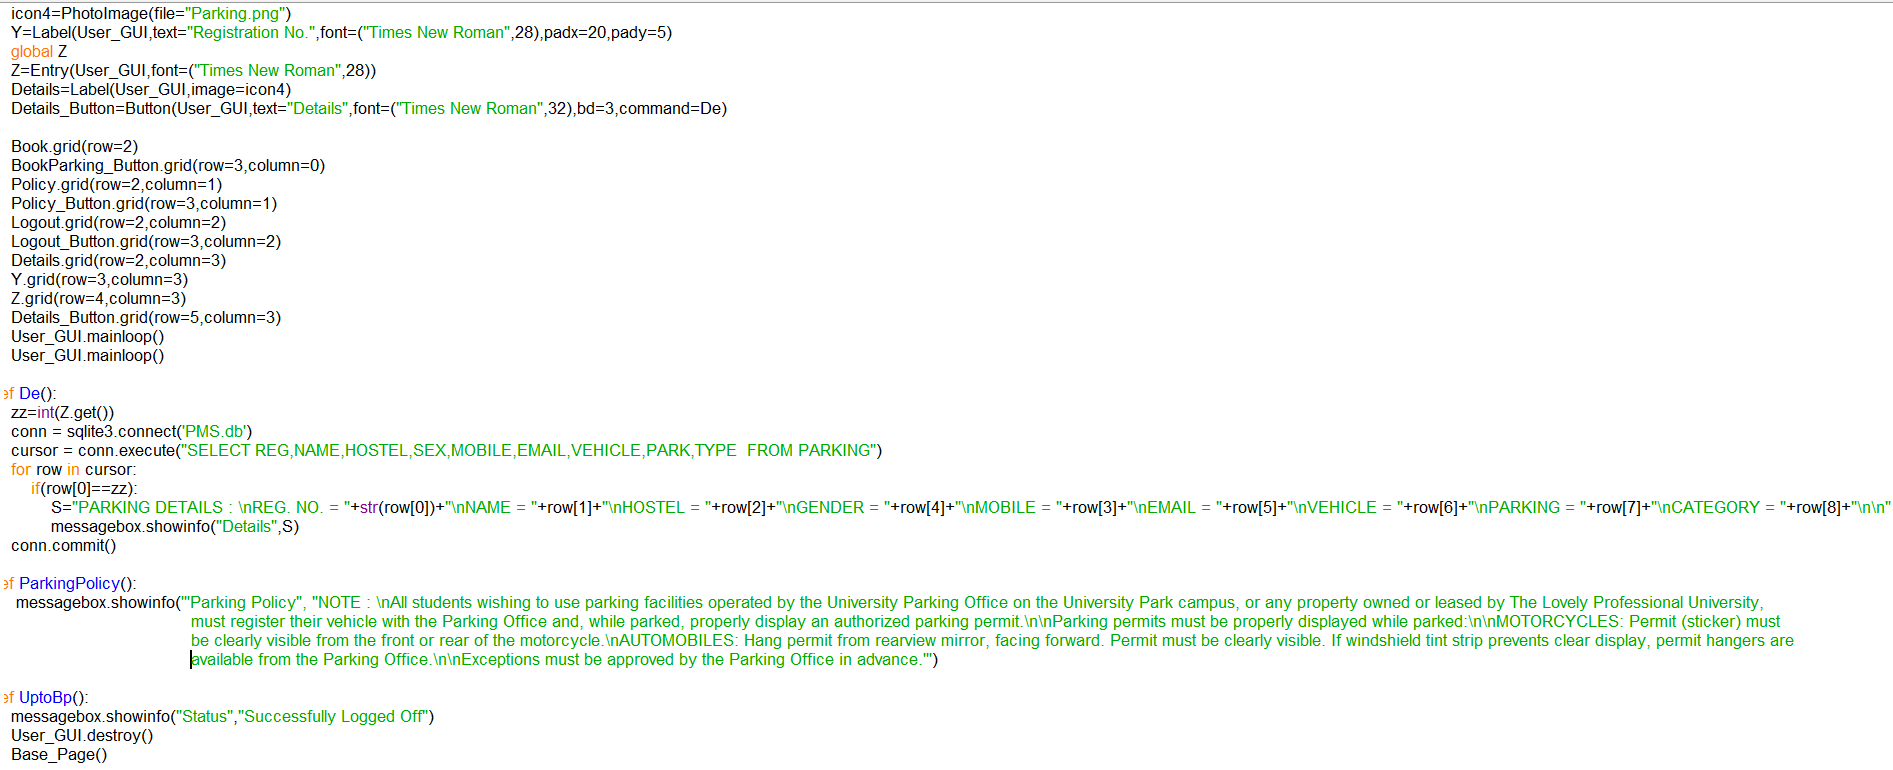 icon4=PhotoImage(file="Parking.png")
Y=Label(User_GUI,text="Registration No.",font=("Times New Roman",28),padx=20,pady=5)
global Z
Z=Entry(User_GUI,font=("Times New Roman",28))
Details=Label(User_GUI,image=icon4)
Details_Button=Button(User_GUI,text="Details",font=("Times New Roman",32),bd=3,command=De)
Book.grid(row=2)
BookParking_Button.grid(row=3,column=0)
Policy.grid(row=2,column=1)
Policy_Button.grid(row=3,column=1)
Logout.grid(row=2,column=2)
Logout_Button.grid(row=3,column=2)
Details.grid(row=2,column=3)
Y.grid(row=3,column=3)
Z.grid(row=4,column=3)
Details_Button.grid(row=5,column=3)
User_GUI.mainloop()
User_GUI.mainloop()
ef De():
zz=int(Z.get())
conn = sqlite3.connect('PMS.db')
cursor = conn.execute("SELECT REG,NAME,HOSTEL,SEX,MOBILE,EMAIL,VEHICLE,PARK,TYPE  FROM PARKING")
for row in cursor:
if(row[0]==zz):
S="PARKING DETAILS : \nREG. NO. = "+str(row[0])+"\nNAME = "+row[1]+"\nHOSTEL = "+row[2]+"\nGENDER = "+row[4]+"\nMOBILE = "+row[3]+"\nEMAIL = "+row[5]+"\nVEHICLE = "+row[6]+"\nPARKING = "+row[7]+"\nCATEGORY = "+row[8]+"\n\n"
messagebox.showinfo("Details",S)
conn.commit()
ef ParkingPolicy():
messagebox.showinfo('"Parking Policy", "NOTE : \nAll students wishing to use parking facilities operated by the University Parking Office on the University Park campus, or any property owned or leased by The Lovely Professional University,
must register their vehicle with the Parking Office and, while parked, properly display an authorized parking permit.\n\nParking permits must be properly displayed while parked:\n\nMOTORCYCLES: Permit (sticker) must
be clearly visible from the front or rear of the motorcycle.\nAUTOMOBILES: Hang permit from rearview mirror, facing forward. Permit must be clearly visible. If windshield tint strip prevents clear display, permit hangers are
available from the Parking Office.\n\nExceptions must be approved by the Parking Office in advance."')
ef UptoBp():
messagebox.showinfo("Status","Successfully Logged Off")
User_GUI.destroy()
Base_Page()